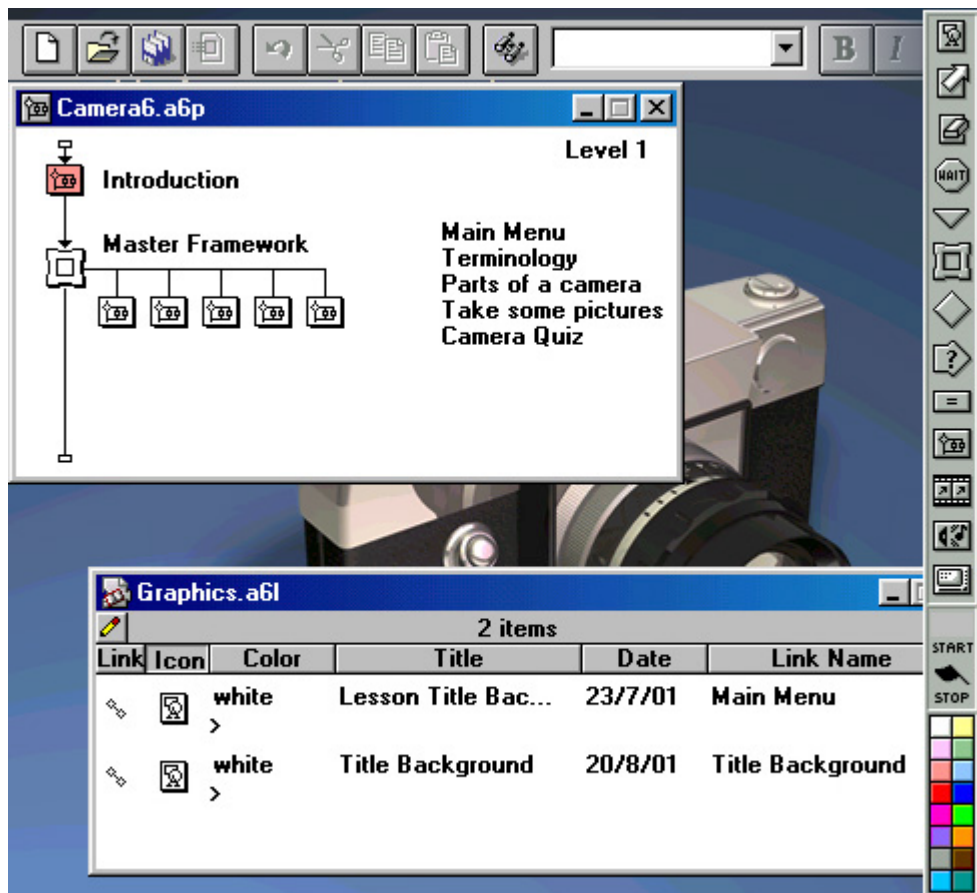 B I
Camera6.a6p
Level 1
Introduction
Master Framework
Main Menu
Terminology
Parts of a camera
Take some pictures
Camera Quiz
WAIT
?
=
Graphics.a6l
2 items
Link Icon Color Title Date Link Name
white Lesson Title Bac... 23/7/01 Main Menu
>
white Title Background 20/8/01 Title Background
>
START
STOP